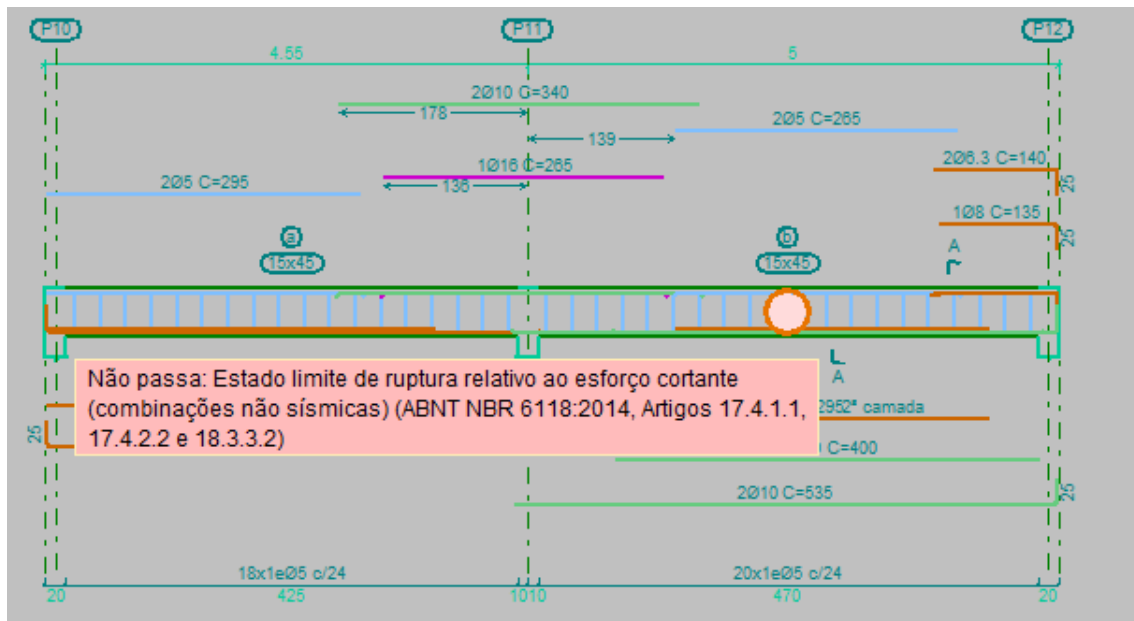 P10 P11 P12
4.55 5
2Ø10 C=340
178
2Ø5 C=265
139
2Ø6.3 C=140
1Ø16 C=265
25
2Ø5 C=295
136
1Ø8 C=135
25
a b A
15x45 15x45
Não passa: Estado limite de ruptura relativo ao esforço cortante
(combinações não sísmicas) (ABNT NBR 6118:2014, Artigos 17.4.1.1,
17.4.2.2 e 18.3.3.2)
A
2952ª camada
25
C=400
2Ø10 C=535
25
18x1eØ5 c/24 20x1eØ5 c/24
20 425 1010 470 20